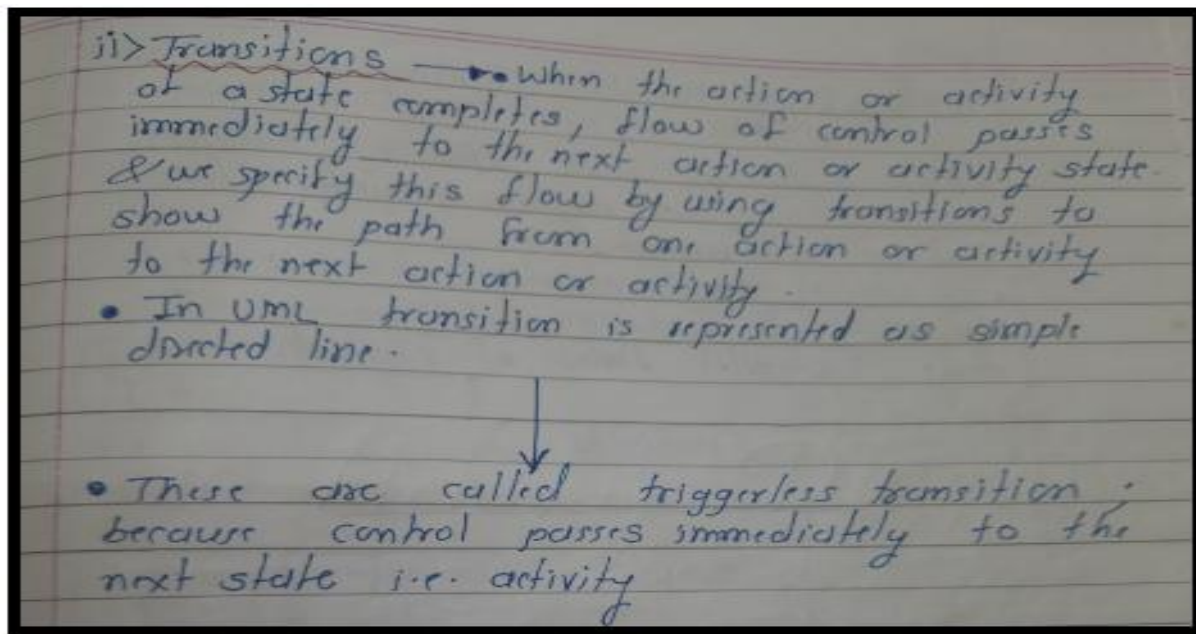 ii> Transitions → • When the action or activity
of a state completes, flow of control passes
immediately to the next action or activity state.
& we specify this flow by using transitions to
show the path from one action or activity
to the next action or activity.
• In UML transition is represented as simple
directed line.
• These are called triggerless transition ;
because control passes immediately to the
next state i.e. activity